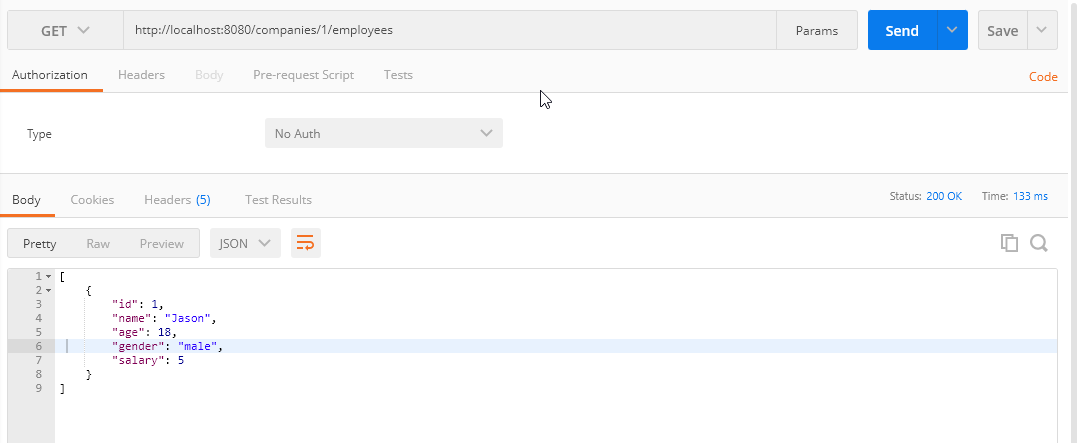 GET http://localhost:8080/companies/1/employees Params Send Save
Authorization Headers Body Pre-request Script Tests Code
Type No Auth
Body Cookies Headers (5) Test Results Status: 200 OK Time: 133 ms
Pretty Raw Preview JSON
1 [
2 {
3 "id": 1,
4 "name": "Jason",
5 "age": 18,
6 "gender": "male",
7 "salary": 5
8 }
9 ]